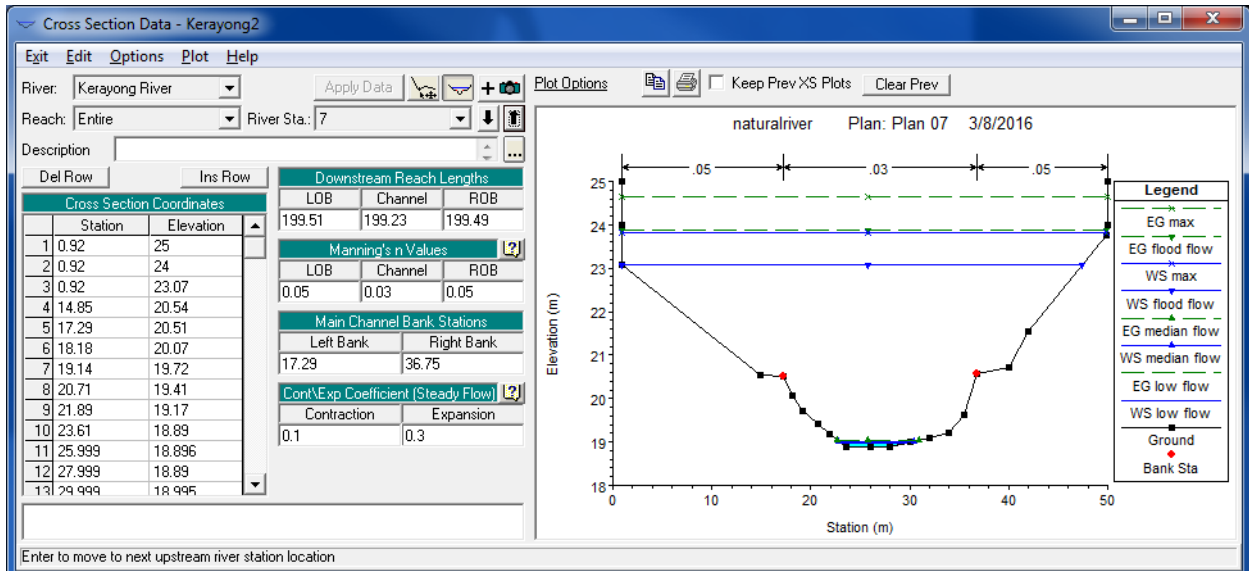 Cross Section Data - Kerayong2
Exit Edit Options Plot Help
River: Kerayong River
Apply Data
Reach: Entire
River Sta.: 7
Description
...
Del Row
Ins Row
Cross Section Coordinates
Station Elevation
1 0.92 25
2 0.92 24
3 0.92 23.07
4 14.85 20.54
5 17.29 20.51
6 18.18 20.07
7 19.14 19.72
8 20.71 19.41
9 21.89 19.17
10 23.61 18.89
11 25.999 18.896
12 27.999 18.89
13 29.999 18.995
Downstream Reach Lengths
LOB Channel ROB
199.51 199.23 199.49
Manning's n Values
LOB Channel ROB
0.05 0.03 0.05
Main Channel Bank Stations
Left Bank Right Bank
17.29 36.75
Cont\Exp Coefficient (Steady Flow)
Contraction Expansion
0.1 0.3
Plot Options
Keep Prev XS Plots
Clear Prev
naturalriver Plan: Plan 07 3/8/2016
.05 .03 .05
25
24
23
22
21
20
19
18
Elevation (m)
0 10 20 30 40 50
Station (m)
Legend
EG max
EG flood flow
WS max
WS flood flow
EG median flow
WS median flow
EG low flow
WS low flow
Ground
Bank Sta
Enter to move to next upstream river station location